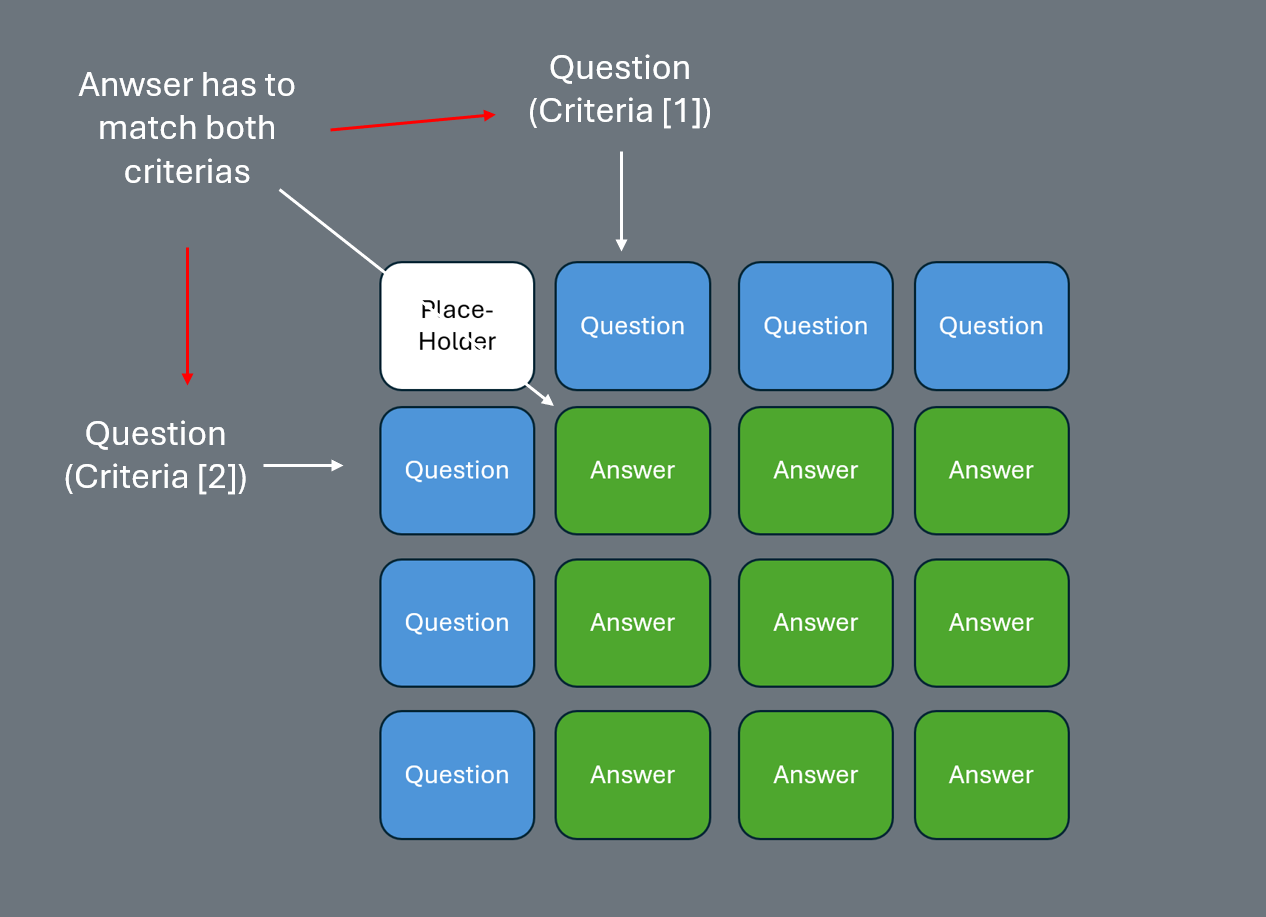 Anwser has to
match both
criterias
Question
(Criteria [1])
Place-
Holder
Question
Question
Question
Question
(Criteria [2])
Question
Answer
Answer
Answer
Question
Answer
Answer
Answer
Question
Answer
Answer
Answer